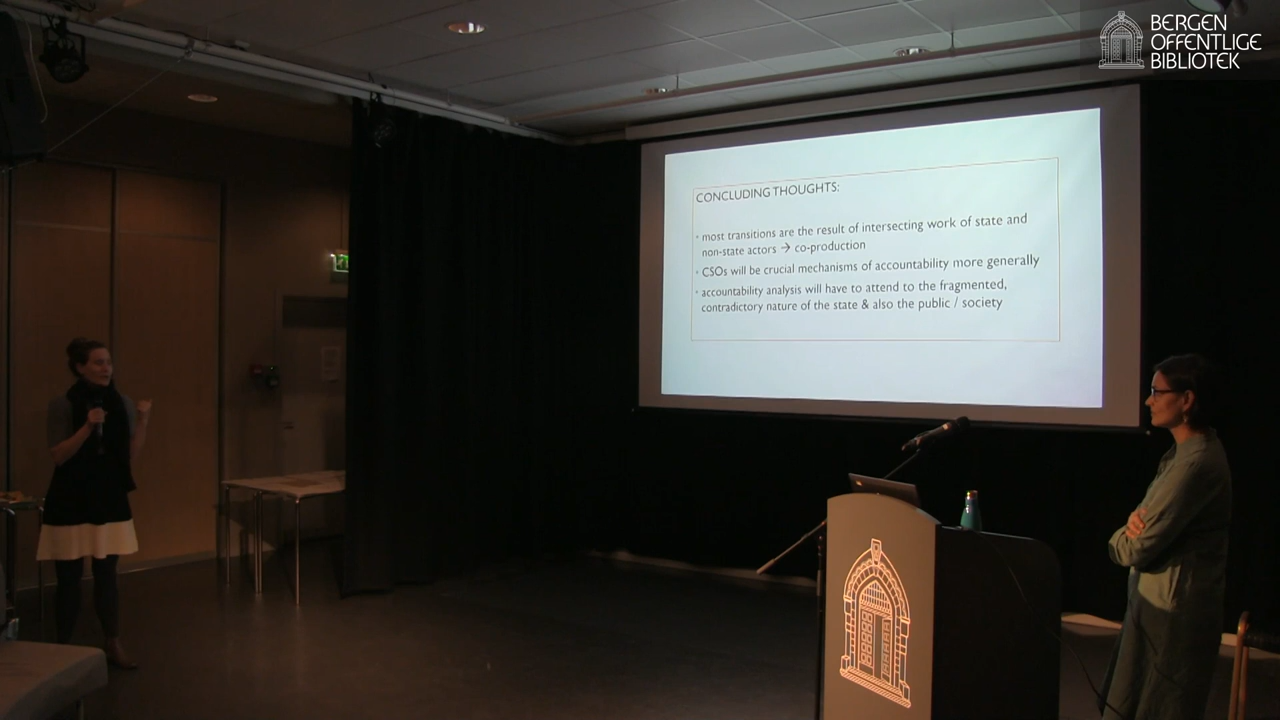 BERGEN
OFFENTLIGE
BIBLIOTEK
CONCLUDING THOUGHTS:
• most transitions are the result of intersecting work of state and
non-state actors → co-production
• CSOs will be crucial mechanisms of accountability more generally
• accountability analysis will have to attend to the fragmented,
contradictory nature of the state & also the public / society